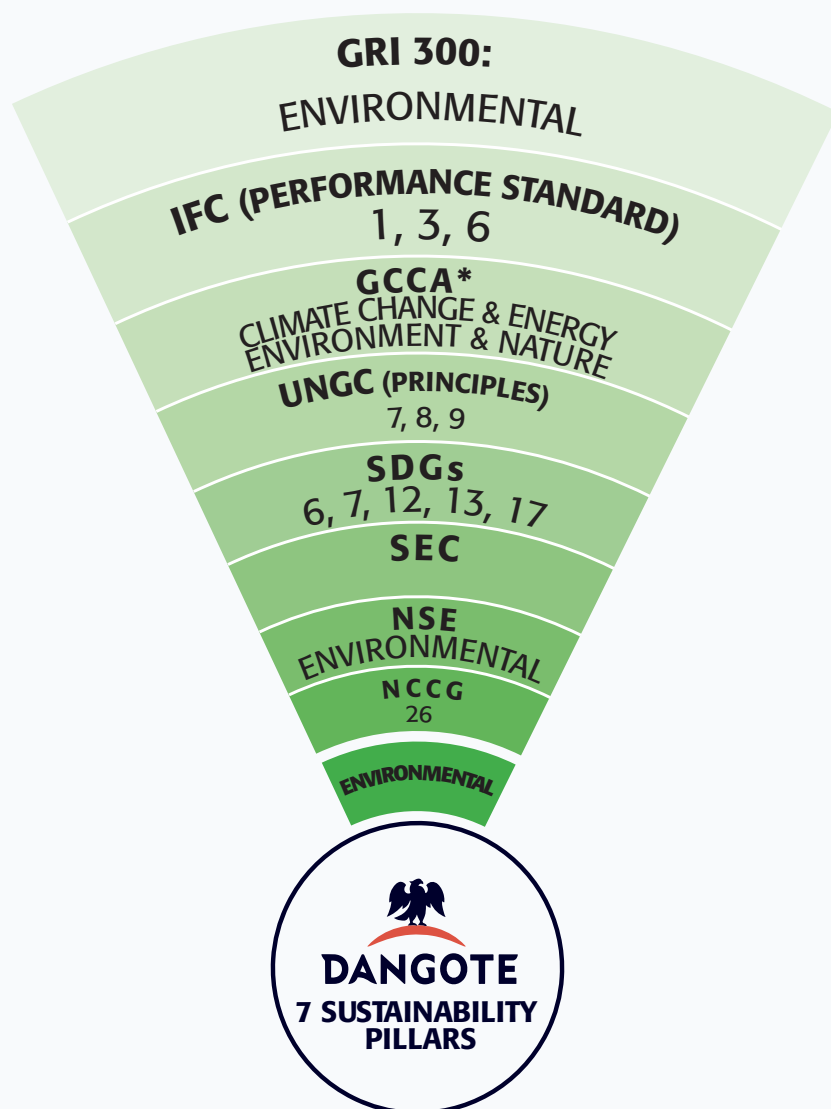 GRI 300:
ENVIRONMENTAL
IFC (PERFORMANCE STANDARD)
1, 3, 6
GCCA*
CLIMATE CHANGE & ENERGY
ENVIRONMENT & NATURE
UNGC (PRINCIPLES)
7, 8, 9
SDGs
6, 7, 12, 13, 17
SEC
NSE
ENVIRONMENTAL
NCCG
26
ENVIRONMENTAL
DANGOTE
7 SUSTAINABILITY
PILLARS